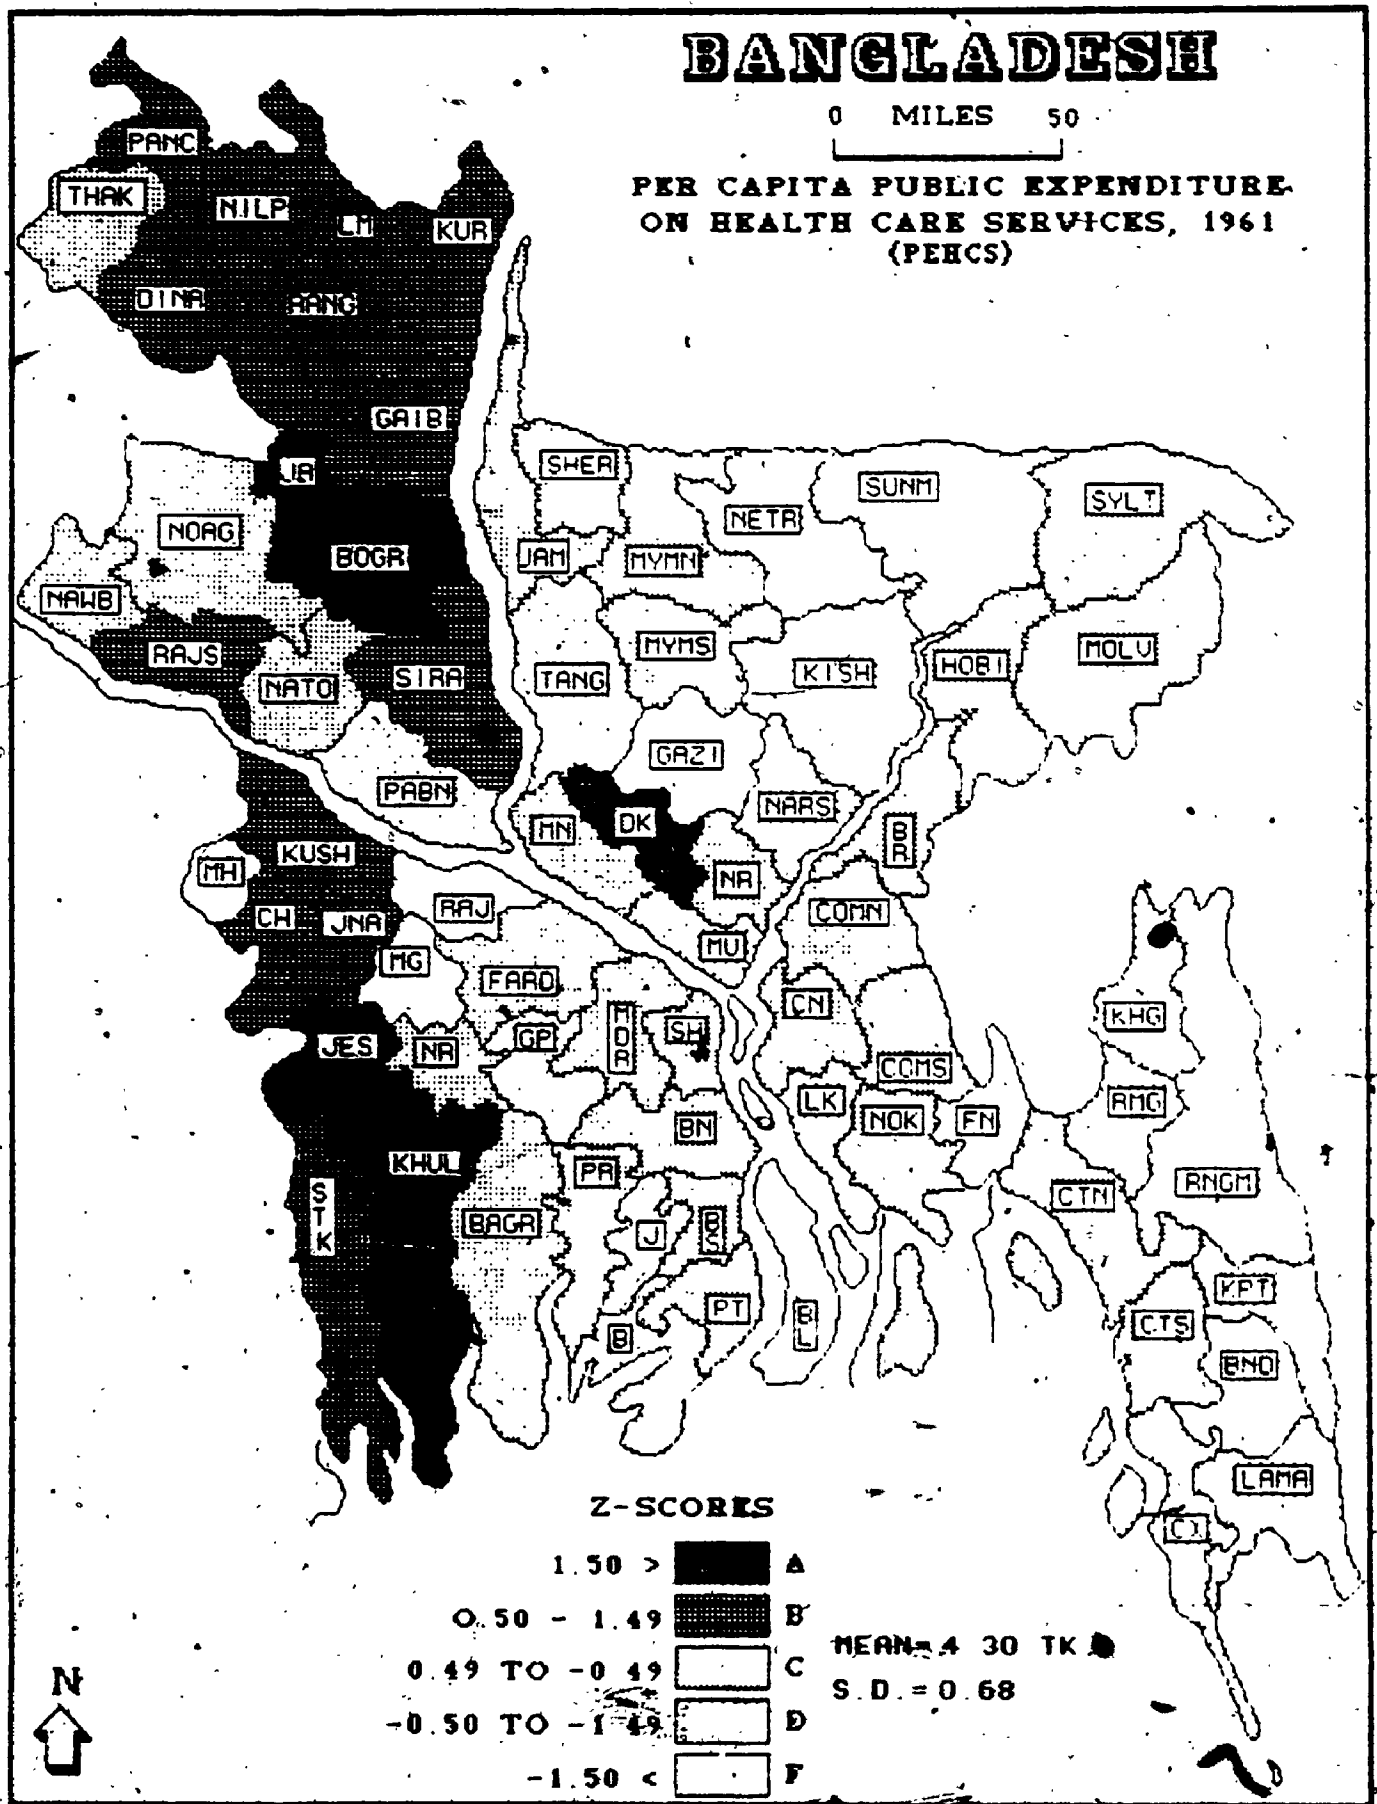 BANGLADESH
0 MILES 50
PER CAPITA PUBLIC EXPENDITURE
ON HEALTH CARE SERVICES, 1961
(PEHCS)
PANC
THAK
NILP
LM
KUR
DINA
RANG
GAIB
JA
SHER
SUNM
SYLT
NOAG
NETR
BOGR
JAM
MYMN
NAWB
RAJS
MYMS
HOBI
MOLV
NATO
SIRA
TANG
KISH
GAZI
PABN
NARS
MN
DK
BR
KUSH
MH
NR
RAJ
COMN
CH
JNA
MG
MU
FARD
CN
MDR
SH
KHG
JES
NR
GP
COMS
LK
NOK
FN
RMG
BN
KHUL
PR
RNGM
CTN
STK
BAGR
J
BS
KPT
PT
BL
CTS
B
BND
LAMA
CX
Z-SCORES
1.50 > A
0.50 - 1.49 B
0.49 TO -0 49 C
-0.50 TO -1 49 D
-1.50 < F
MEAN= 4 30 TK
S.D.= 0.68
N